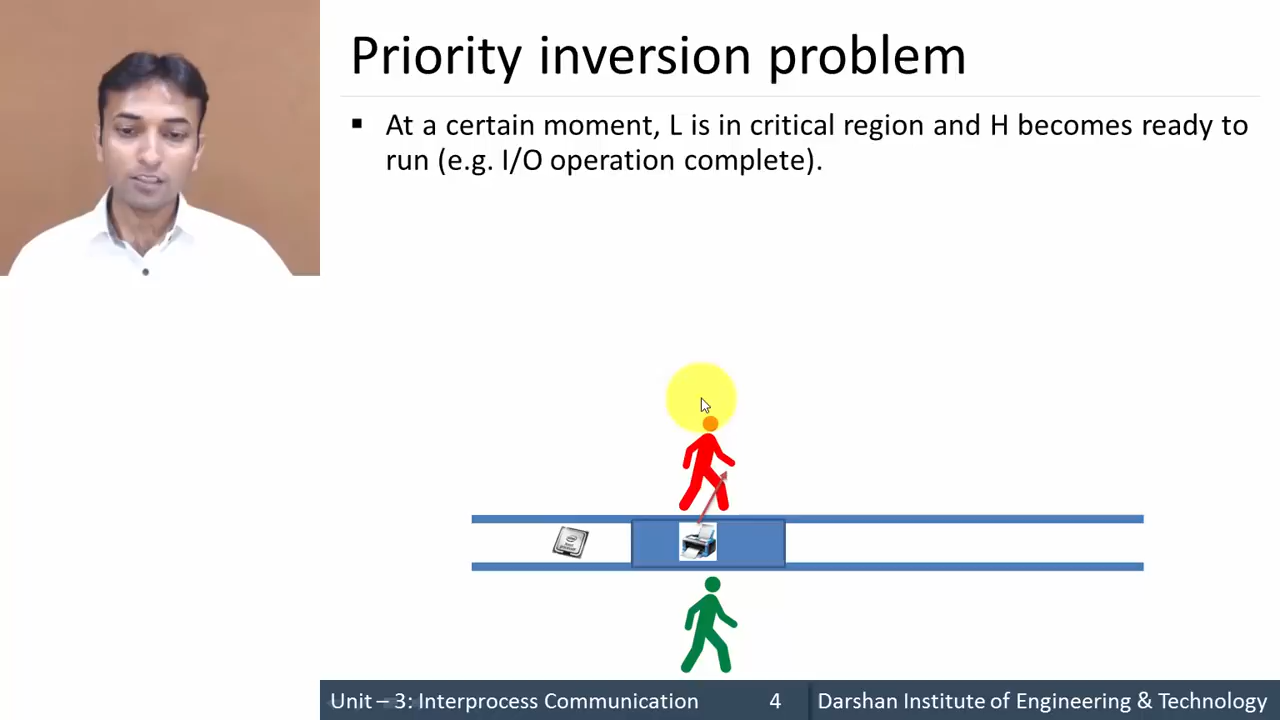 Priority inversion problem
▪ At a certain moment, L is in critical region and H becomes ready to
run (e.g. I/O operation complete).
Unit – 3: Interprocess Communication 4 Darshan Institute of Engineering & Technology